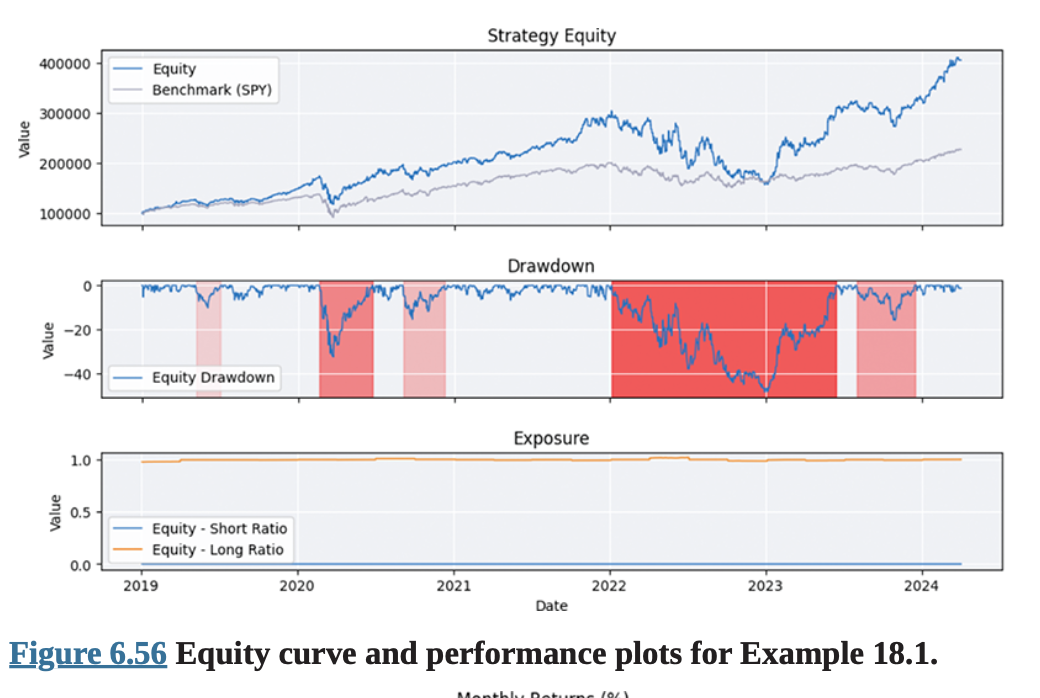 Strategy Equity
400000
300000
200000
100000
Value
Equity
Benchmark (SPY)
Drawdown
0
−20
−40
Value
Equity Drawdown
Exposure
1.0
0.5
0.0
Value
Equity - Short Ratio
Equity - Long Ratio
2019 2020 2021 2022 2023 2024
Date
Figure 6.56 Equity curve and performance plots for Example 18.1.
Monthly Returns (%)